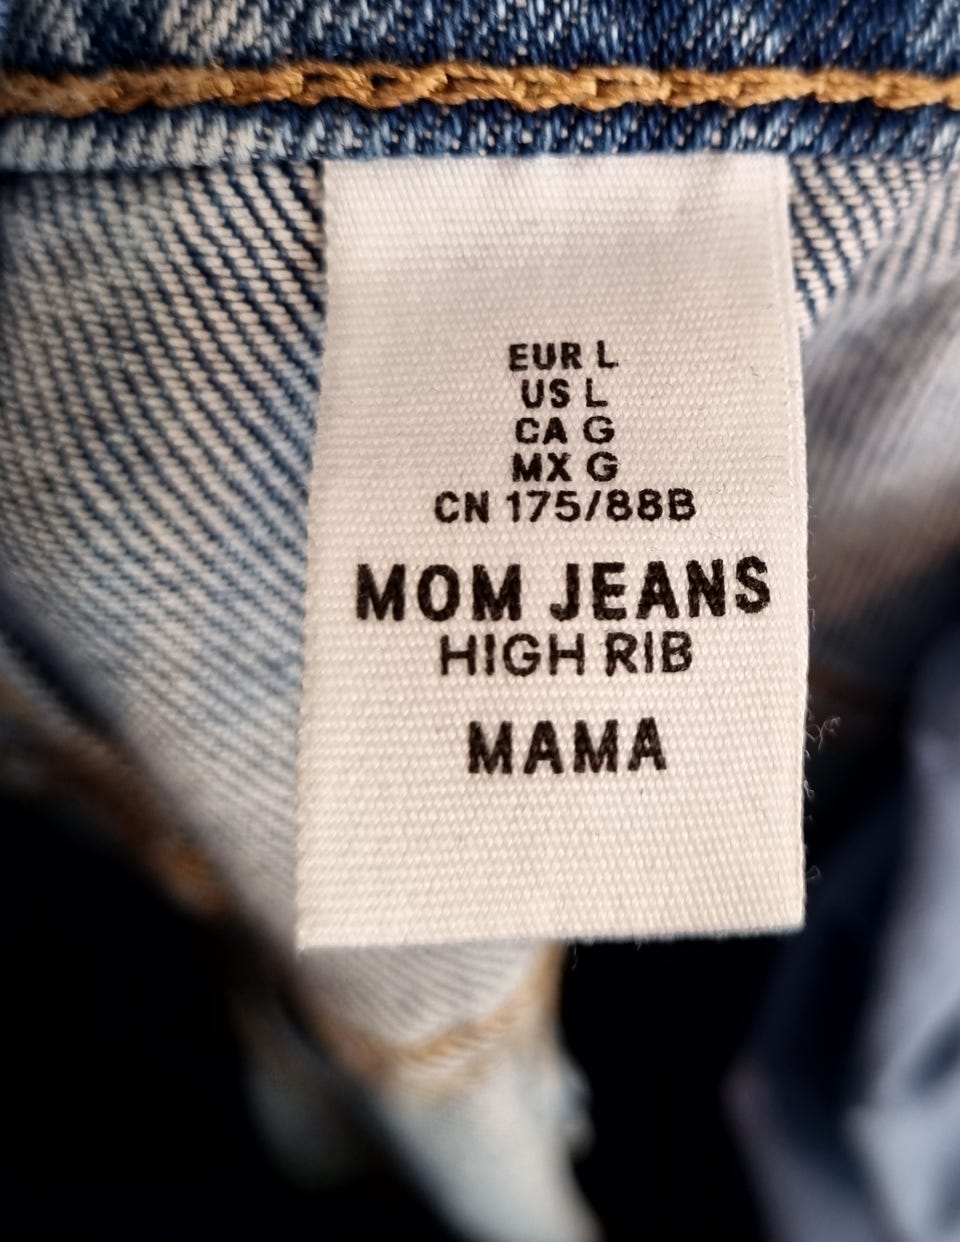 EUR L
US L
CA G
MX G
CN 175/88B
MOM JEANS
HIGH RIB
MAMA